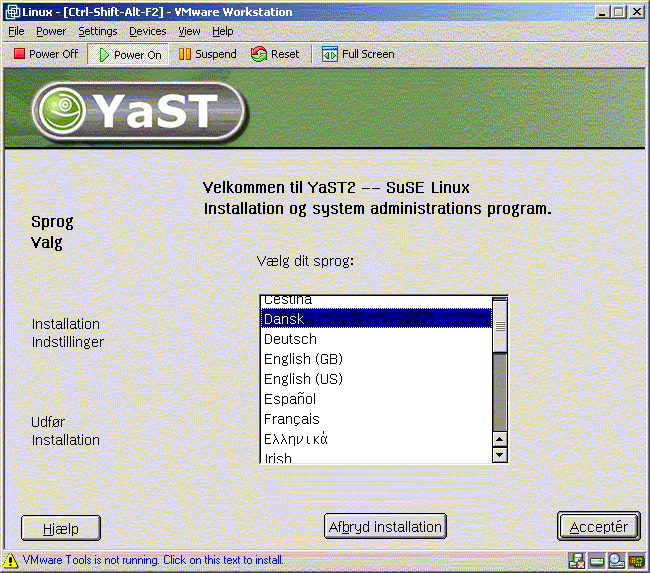 Linux - [Ctrl-Shift-Alt-F2] - VMware Workstation
File Power Settings Devices View Help
Power Off Power On Suspend Reset Full Screen
YaST
Velkommen til YaST2 -- SuSE Linux
Installation og system administrations program.
Sprog
Valg
Vælg dit sprog:
Čeština
Dansk
Deutsch
English (GB)
English (US)
Español
Français
Ελληνικά
Irish
Installation
Indstillinger
Udfør
Installation
Hjælp
Afbryd installation
Acceptér
VMware Tools is not running. Click on this text to install.